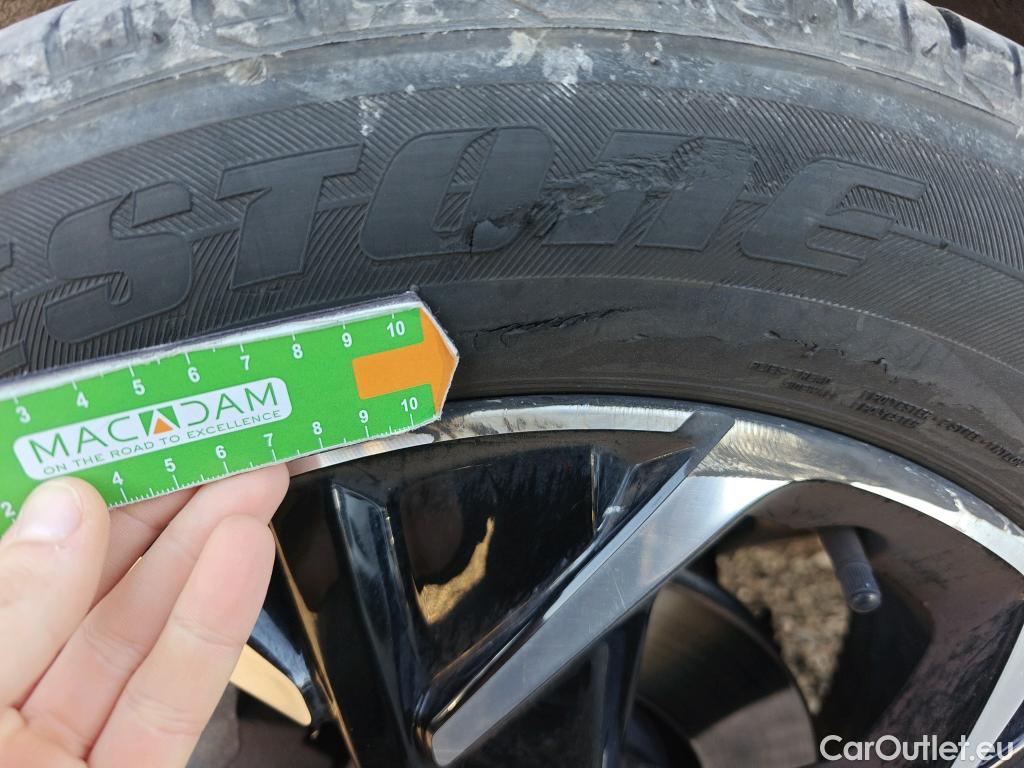 STONE
3 4 5 6 7 8 9 10
MACADAM
ON THE ROAD TO EXCELLENCE
2 4 5 6 7 8 9 10
CarOutlet.eu